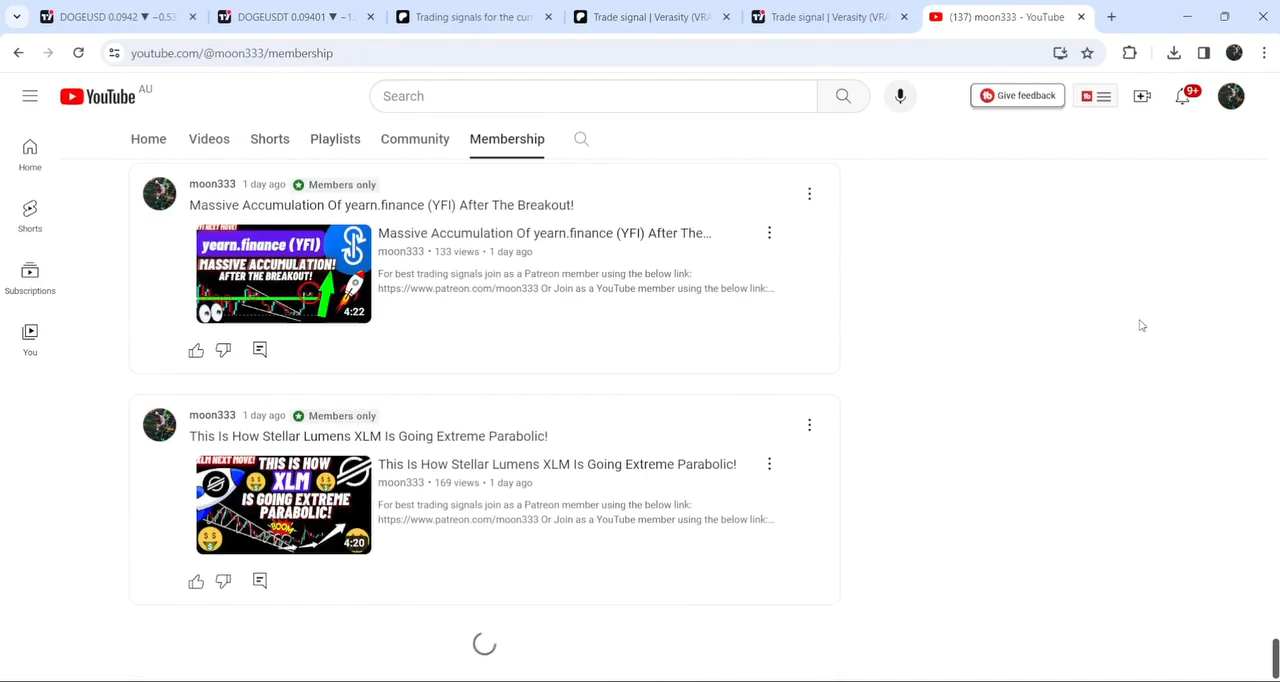 DOGEUSD 0.0942 ▼ −0.53
DOGEUSDT 0.09401 ▼ −1.
Trading signals for the curr
Trade signal | Verasity (VRA
Trade signal | Verasity (VRA
(137) moon333 - YouTube
youtube.com/@moon333/membership
YouTube AU
Search
Give feedback
9+
Home Videos Shorts Playlists Community Membership
Home
Shorts
Subscriptions
You
moon333 1 day ago Members only
Massive Accumulation Of yearn.finance (YFI) After The Breakout!
yearn.finance (YFI)
MASSIVE ACCUMULATION!
AFTER THE BREAKOUT!
4:22
Massive Accumulation Of yearn.finance (YFI) After The...
moon333 • 133 views • 1 day ago
For best trading signals join as a Patreon member using the below link:
https://www.patreon.com/moon333 Or Join as a YouTube member using the below link:...
moon333 1 day ago Members only
This Is How Stellar Lumens XLM Is Going Extreme Parabolic!
XLM NEXT MOVE!
THIS IS HOW
XLM
IS GOING EXTREME
PARABOLIC!
BOOM
4:20
This Is How Stellar Lumens XLM Is Going Extreme Parabolic!
moon333 • 169 views • 1 day ago
For best trading signals join as a Patreon member using the below link:
https://www.patreon.com/moon333 Or Join as a YouTube member using the below link:...